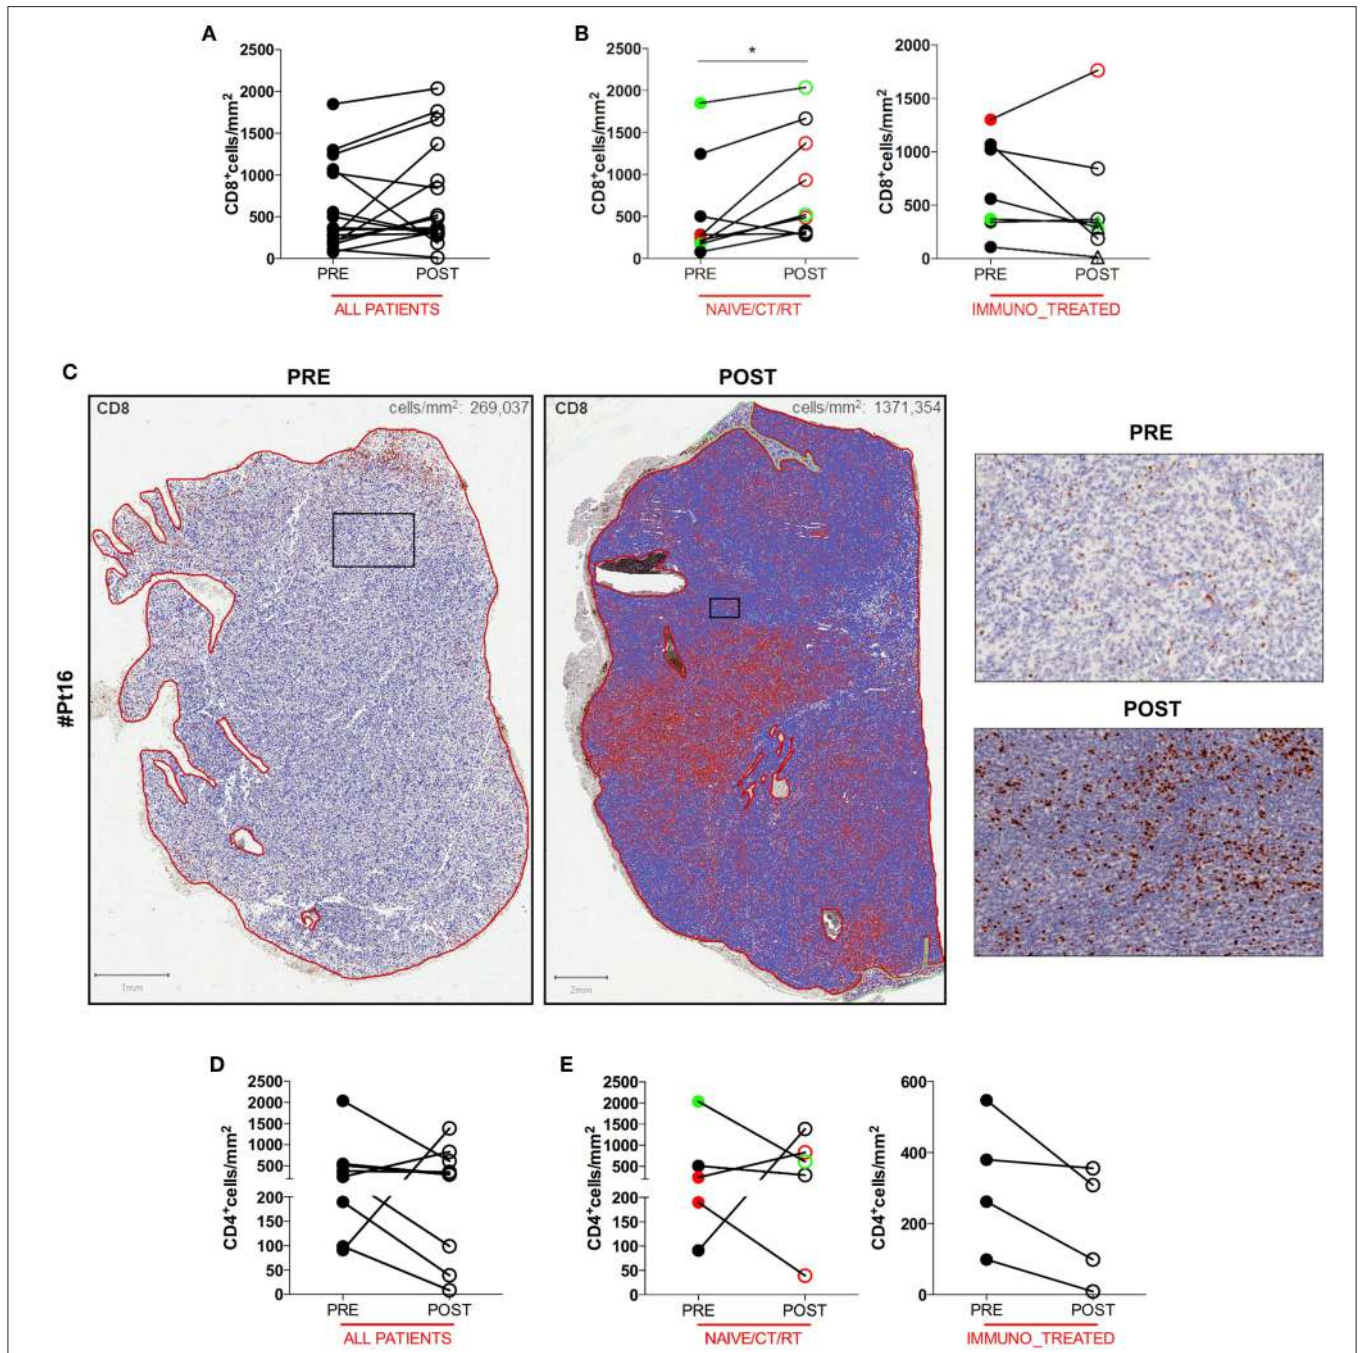 A
2500
2000
1500
1000
500
0
CD8+cells/mm2
PRE
POST
ALL PATIENTS
B
*
2500
2000
1500
1000
500
0
CD8+cells/mm2
PRE
POST
NAIVE/CT/RT
2000
1500
1000
500
0
CD8+cells/mm2
PRE
POST
IMMUNO_TREATED
C
PRE
POST
#Pt16
CD8
cells/mm2: 269,037
1mm
CD8
cells/mm2: 1371,354
2mm
PRE
POST
D
2500
2000
1500
1000
500
200
150
100
50
0
CD4+cells/mm2
PRE
POST
ALL PATIENTS
E
2500
2000
1500
1000
500
200
150
100
50
0
CD4+cells/mm2
PRE
POST
NAIVE/CT/RT
600
400
200
0
CD4+cells/mm2
PRE
POST
IMMUNO_TREATED